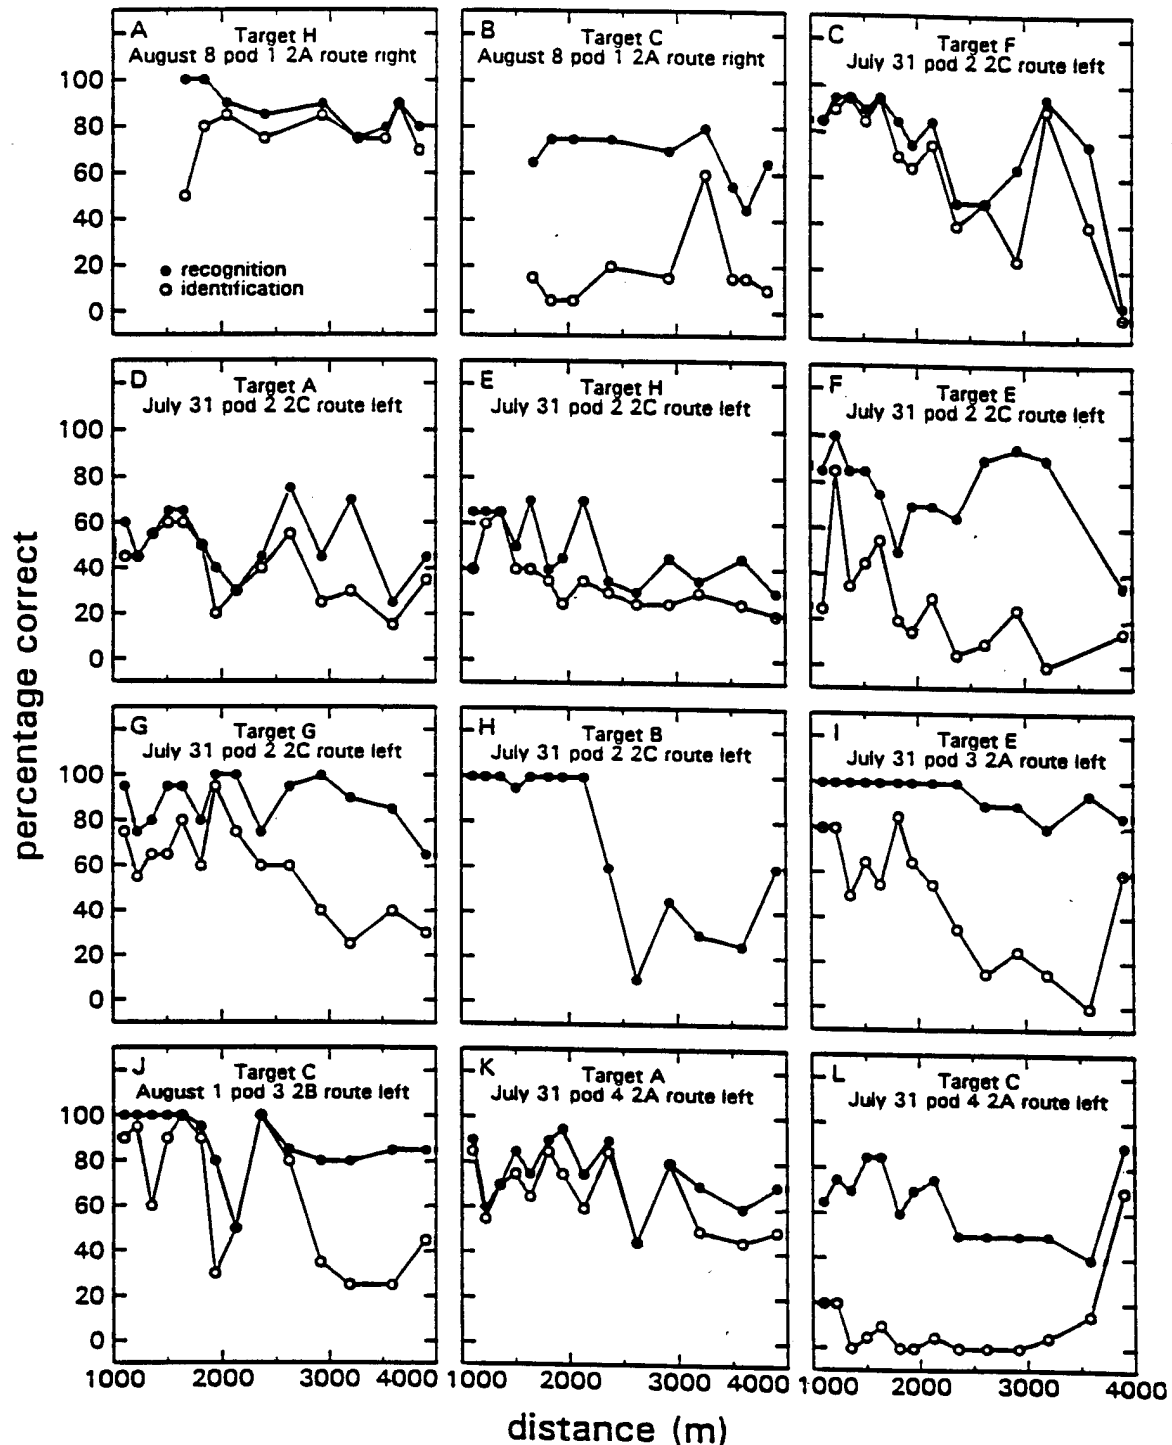 A
Target H
August 8 pod 1 2A route right
B
Target C
August 8 pod 1 2A route right
C
Target F
July 31 pod 2 2C route left
100
80
60
40
20
0
recognition
identification
D
Target A
July 31 pod 2 2C route left
E
Target H
July 31 pod 2 2C route left
F
Target E
July 31 pod 2 2C route left
100
80
60
40
20
0
G
Target G
July 31 pod 2 2C route left
H
Target B
July 31 pod 2 2C route left
I
Target E
July 31 pod 3 2A route left
100
80
60
40
20
0
J
Target C
August 1 pod 3 2B route left
K
Target A
July 31 pod 4 2A route left
L
Target C
July 31 pod 4 2A route left
100
80
60
40
20
0
1000 2000 3000 1000 2000 3000 4000 1000 2000 3000 4000
percentage correct
distance (m)